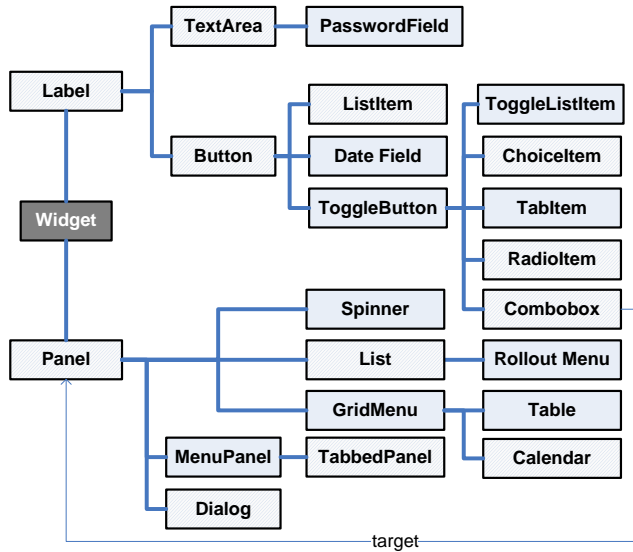 TextArea
PasswordField
Label
ListItem
ToggleListItem
Button
Date Field
ChoiceItem
ToggleButton
TabItem
Widget
RadioItem
Spinner
Combobox
Panel
List
Rollout Menu
GridMenu
Table
MenuPanel
TabbedPanel
Calendar
Dialog
target